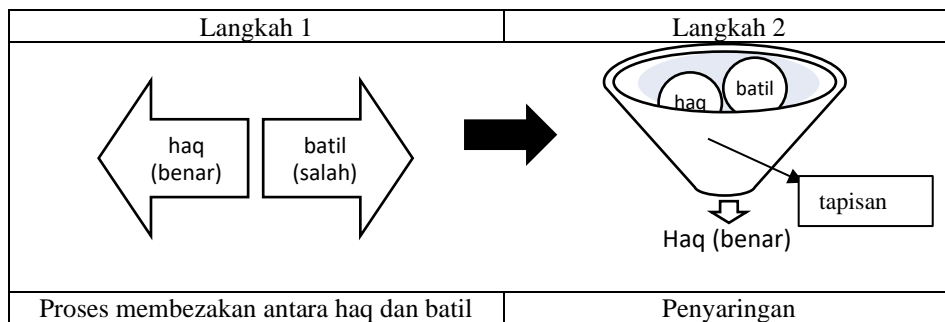 Langkah 1
Langkah 2
haq
(benar)
batil
(salah)
haq
batil
tapisan
Haq (benar)
Proses membezakan antara haq dan batil
Penyaringan